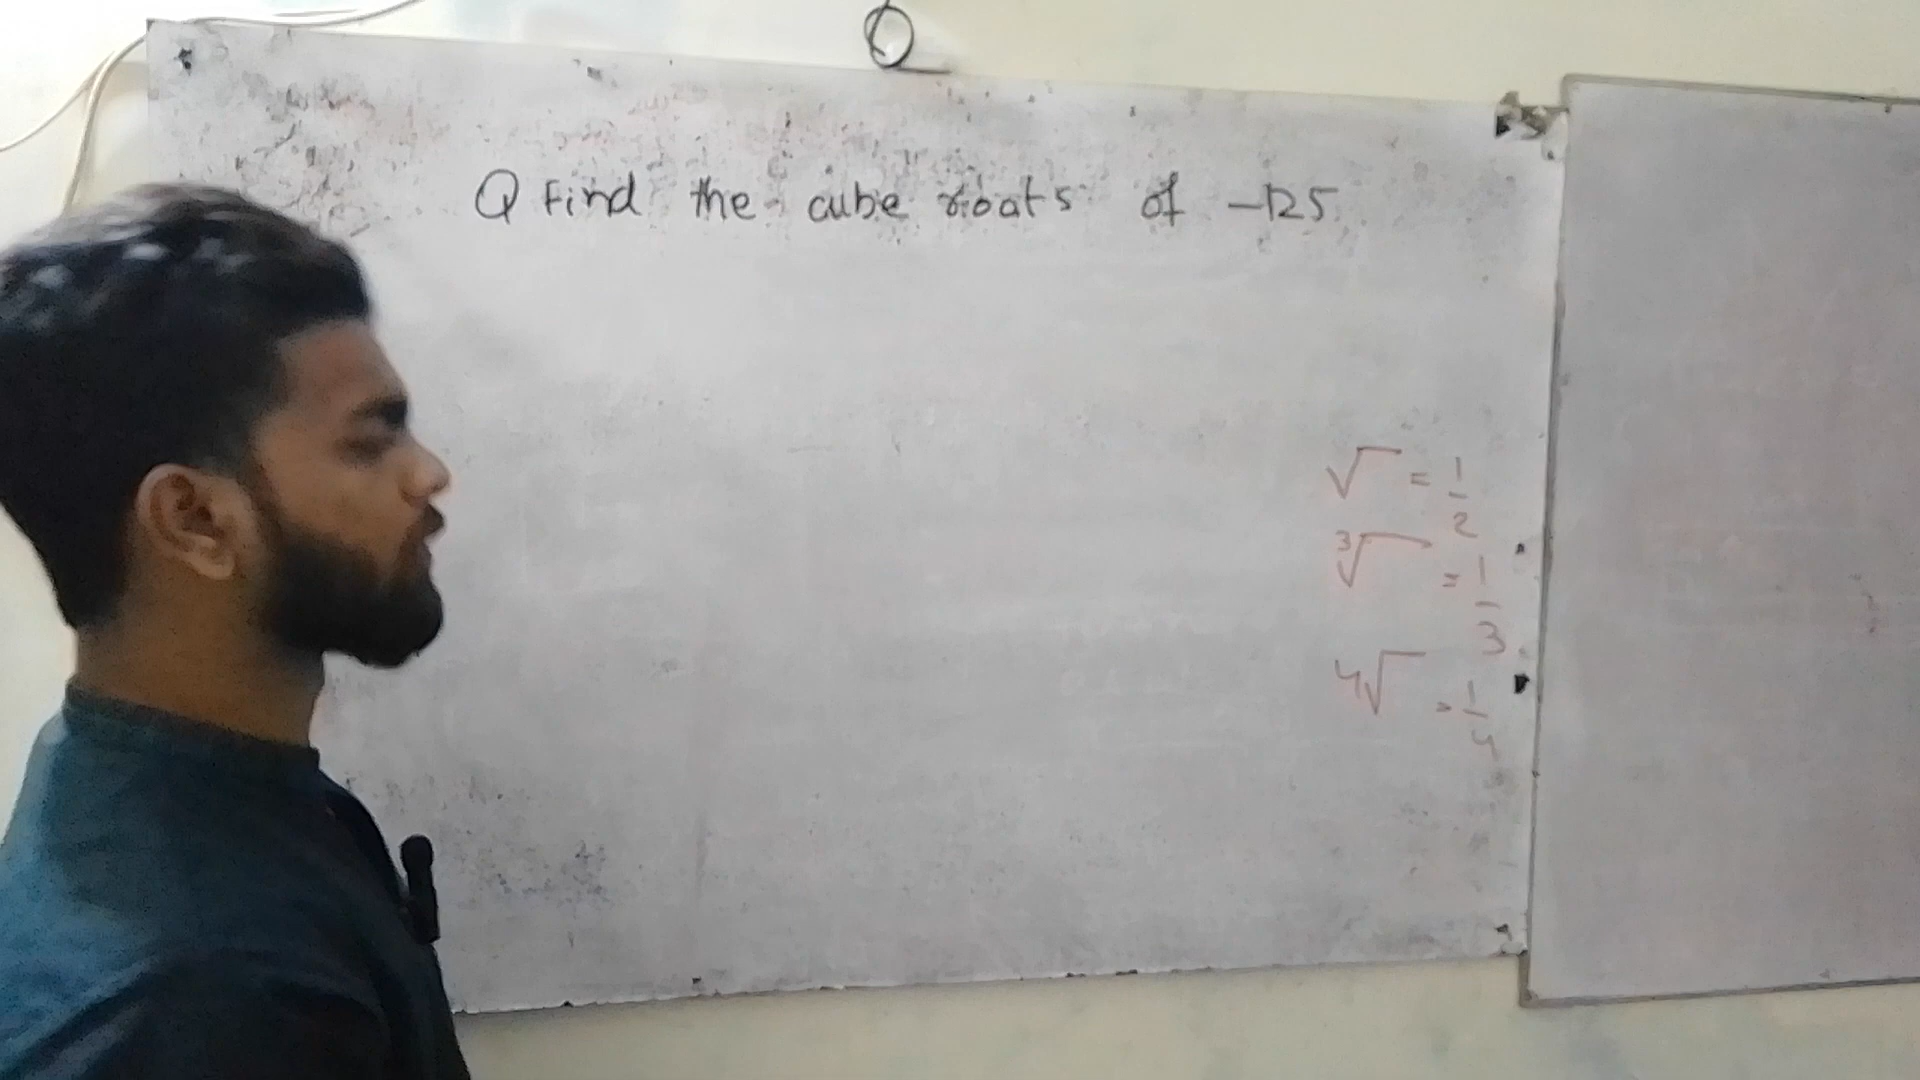 Q Find the cube roots of -125
√ = 1/2
∛ = 1/3
∜ = 1/4